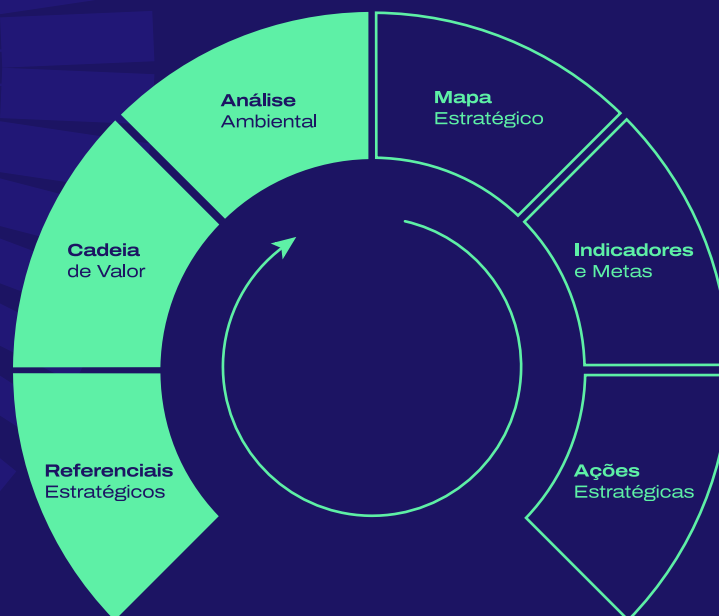 Análise
Ambiental
Mapa
Estratégico
Cadeia
de Valor
Indicadores
e Metas
Referenciais
Estratégicos
Ações
Estratégicas